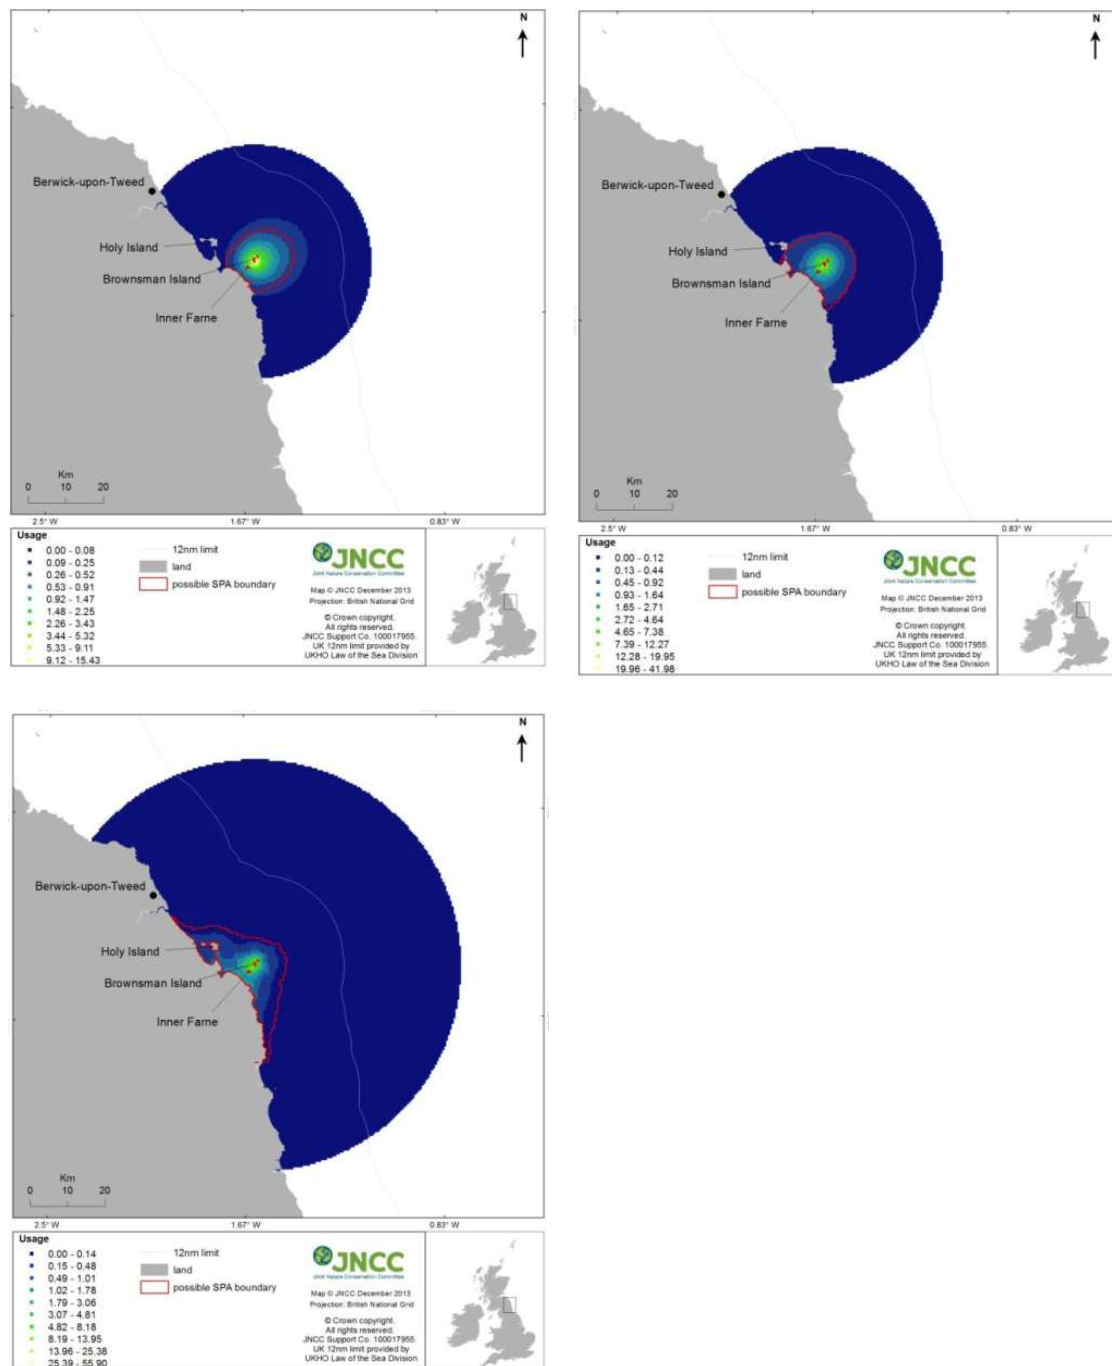 N
Berwick-upon-Tweed
Holy Island
Brownsman Island
Inner Farne
Km
0 10 20
2.5° W 1.67° W 0.83° W
Usage
0.00 - 0.08
0.09 - 0.25
0.26 - 0.52
0.53 - 0.91
0.92 - 1.47
1.48 - 2.25
2.26 - 3.43
3.44 - 5.32
5.33 - 9.11
9.12 - 15.43
12nm limit
land
possible SPA boundary
JNCC
Joint Nature Conservation Committee
Map © JNCC December 2013
Projection: British National Grid
© Crown copyright.
All rights reserved.
JNCC Support Co. 100017955.
UK 12nm limit provided by
UKHO Law of the Sea Division
N
Berwick-upon-Tweed
Holy Island
Brownsman Island
Inner Farne
Km
0 10 20
2.5° W 1.67° W 0.83° W
Usage
0.00 - 0.12
0.13 - 0.44
0.45 - 0.92
0.93 - 1.64
1.65 - 2.71
2.72 - 4.64
4.65 - 7.38
7.39 - 12.27
12.28 - 19.95
19.96 - 41.98
12nm limit
land
possible SPA boundary
JNCC
Joint Nature Conservation Committee
Map © JNCC December 2013
Projection: British National Grid
© Crown copyright.
All rights reserved.
JNCC Support Co. 100017955.
UK 12nm limit provided by
UKHO Law of the Sea Division
N
Berwick-upon-Tweed
Holy Island
Brownsman Island
Inner Farne
Km
0 10 20
2.5° W 1.67° W 0.83° W
Usage
0.00 - 0.14
0.15 - 0.48
0.49 - 1.01
1.02 - 1.78
1.79 - 3.06
3.07 - 4.81
4.82 - 8.18
8.19 - 13.95
13.96 - 25.38
25.39 - 55.90
12nm limit
land
possible SPA boundary
JNCC
Joint Nature Conservation Committee
Map © JNCC December 2013
Projection: British National Grid
© Crown copyright.
All rights reserved.
JNCC Support Co. 100017955.
UK 12nm limit provided by
UKHO Law of the Sea Division